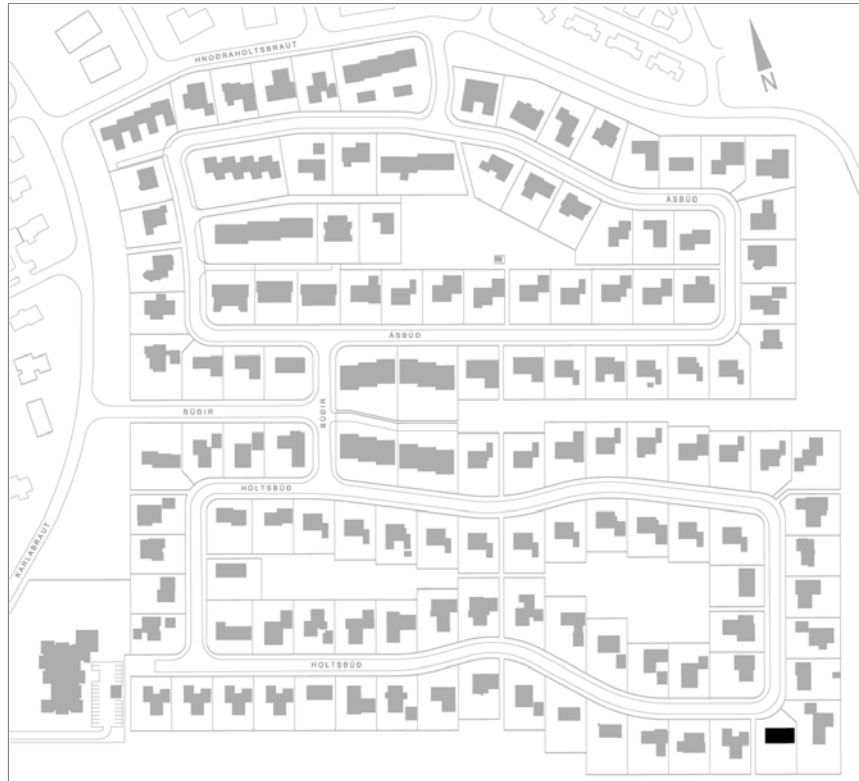 HNOÐRAHOLTSBRAUT
N
ÁSBÚÐ
ÁSBÚÐ
BÚÐIR
BÚÐIR
HOLTSBÚÐ
KARLABRAUT
HOLTSBÚÐ